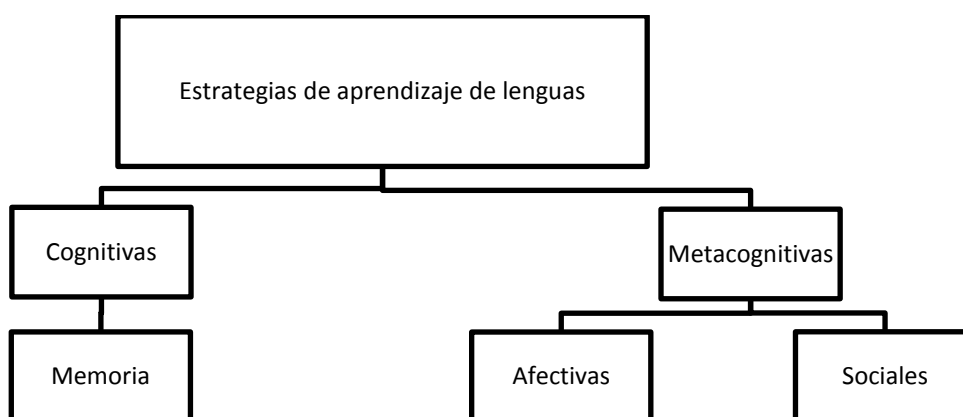 Estrategias de aprendizaje de lenguas
Cognitivas
Metacognitivas
Memoria
Afectivas
Sociales